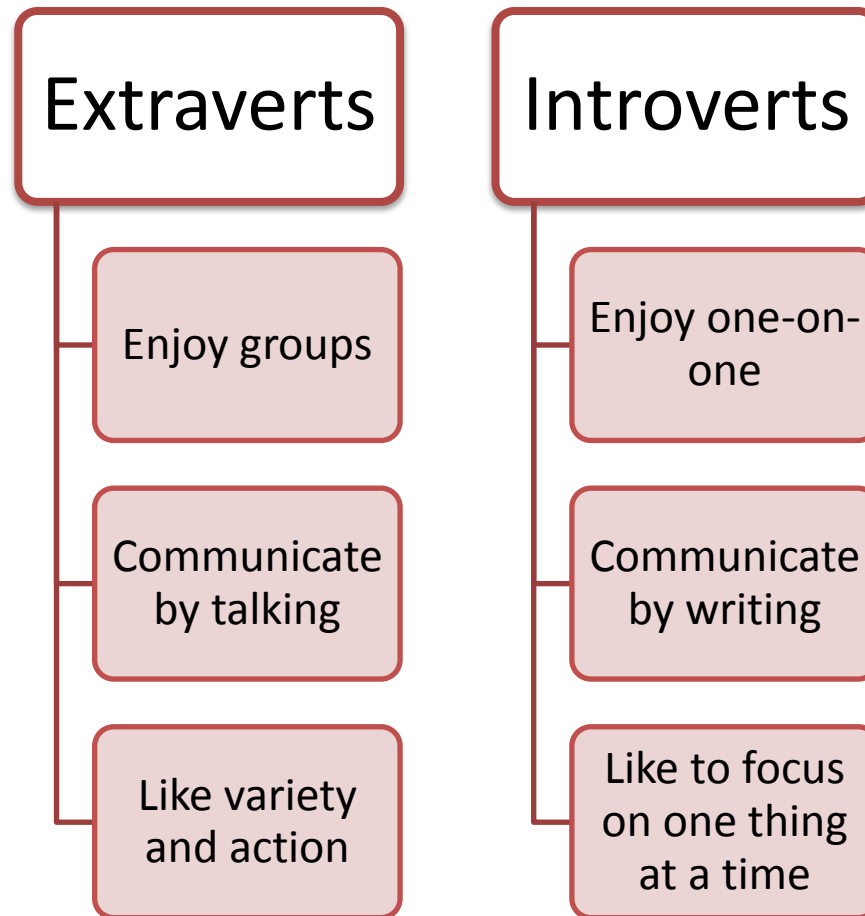 Extraverts
Enjoy groups
Communicate
by talking
Like variety
and action
Introverts
Enjoy one-on-
one
Communicate
by writing
Like to focus
on one thing
at a time